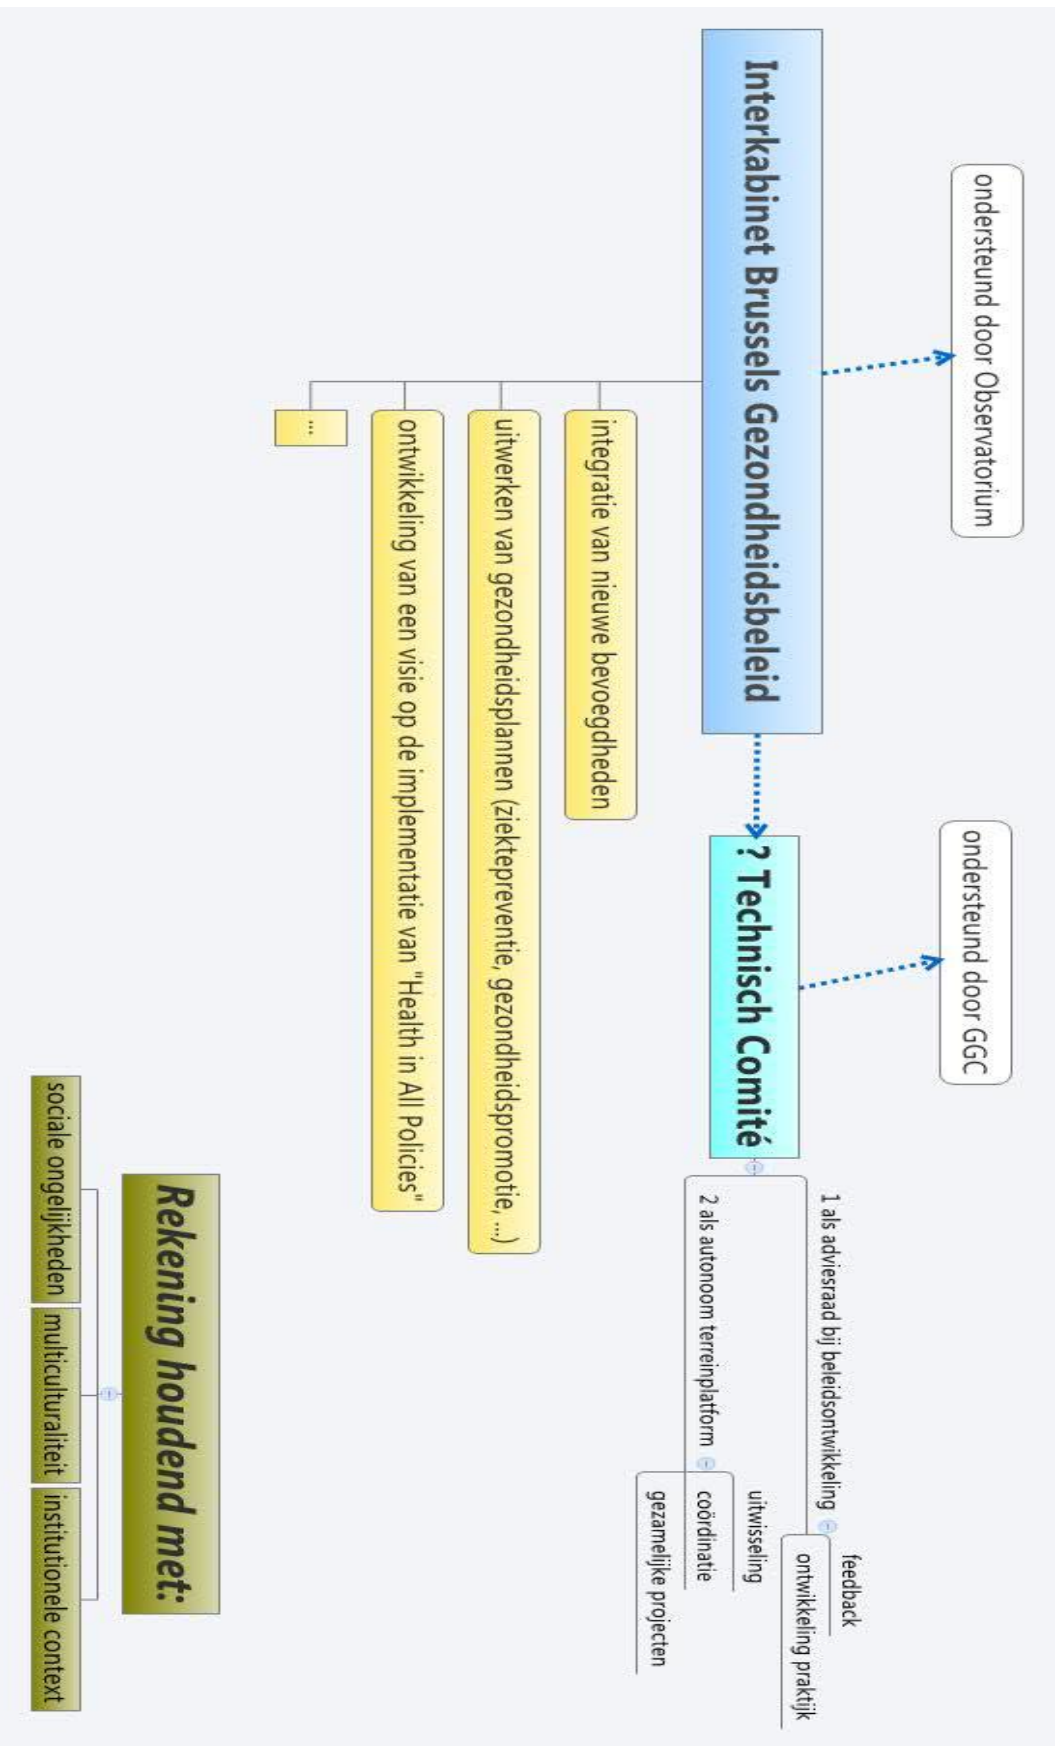 ondersteund door Observatorium
ondersteund door GGC
Interkabinet Brussels Gezondheidsbeleid
? Technisch Comité
1 als adviesraad bij beleidsontwikkeling
feedback
ontwikkeling praktijk
2 als autonoom terreinplatform
uitwisseling
coördinatie
gezamelijke projecten
integratie van nieuwe bevoegdheden
uitwerken van gezondheidsplannen (ziektepreventie, gezondheidspromotie, ...)
ontwikkeling van een visie op de implementatie van "Health in All Policies"
...
Rekening houdend met:
sociale ongelijkheden
multiculturaliteit
institutionele context